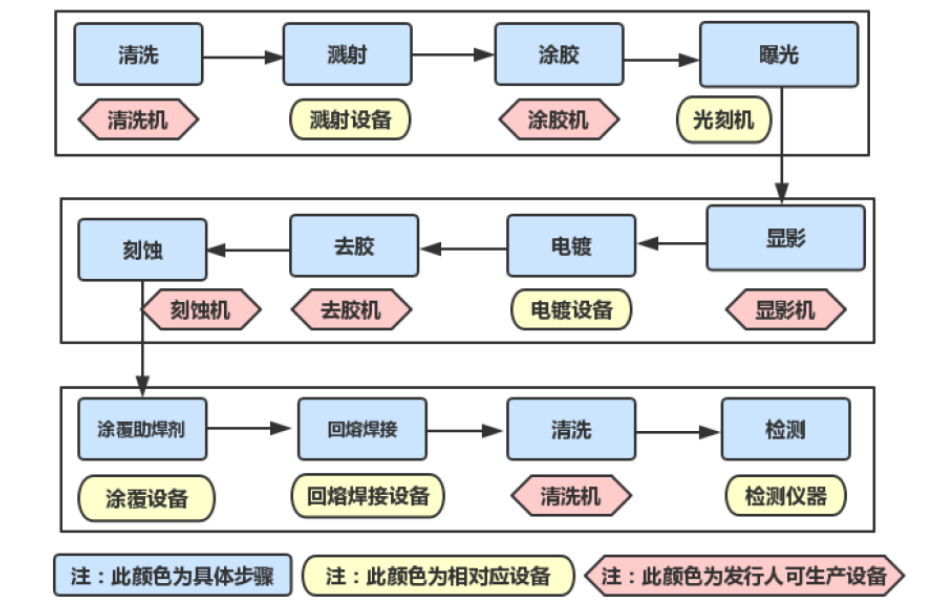 清洗
溅射
涂胶
曝光
清洗机
溅射设备
涂胶机
光刻机
刻蚀
去胶
电镀
显影
刻蚀机
去胶机
电镀设备
显影机
涂覆助焊剂
回熔焊接
清洗
检测
涂覆设备
回熔焊接设备
清洗机
检测仪器
注：此颜色为具体步骤
注：此颜色为相对应设备
注：此颜色为发行人可生产设备